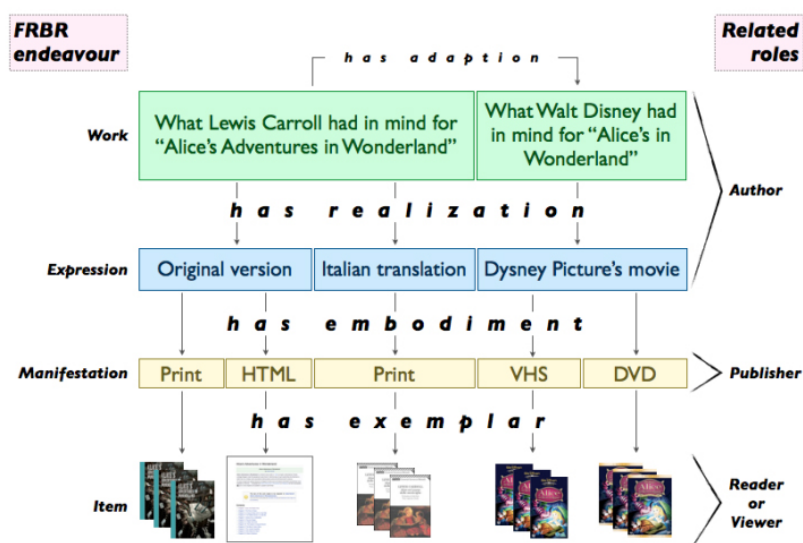 FRBR
endeavour
Related
roles
has adaption
Work
What Lewis Carroll had in mind for
“Alice’s Adventures in Wonderland”
What Walt Disney had
in mind for “Alice’s in
Wonderland”
Author
has realization
Expression
Original version
Italian translation
Dysney Picture’s movie
has embodiment
Manifestation
Print
HTML
Print
VHS
DVD
Publisher
has exemplar
Item
Alice
Alice
Reader
or
Viewer